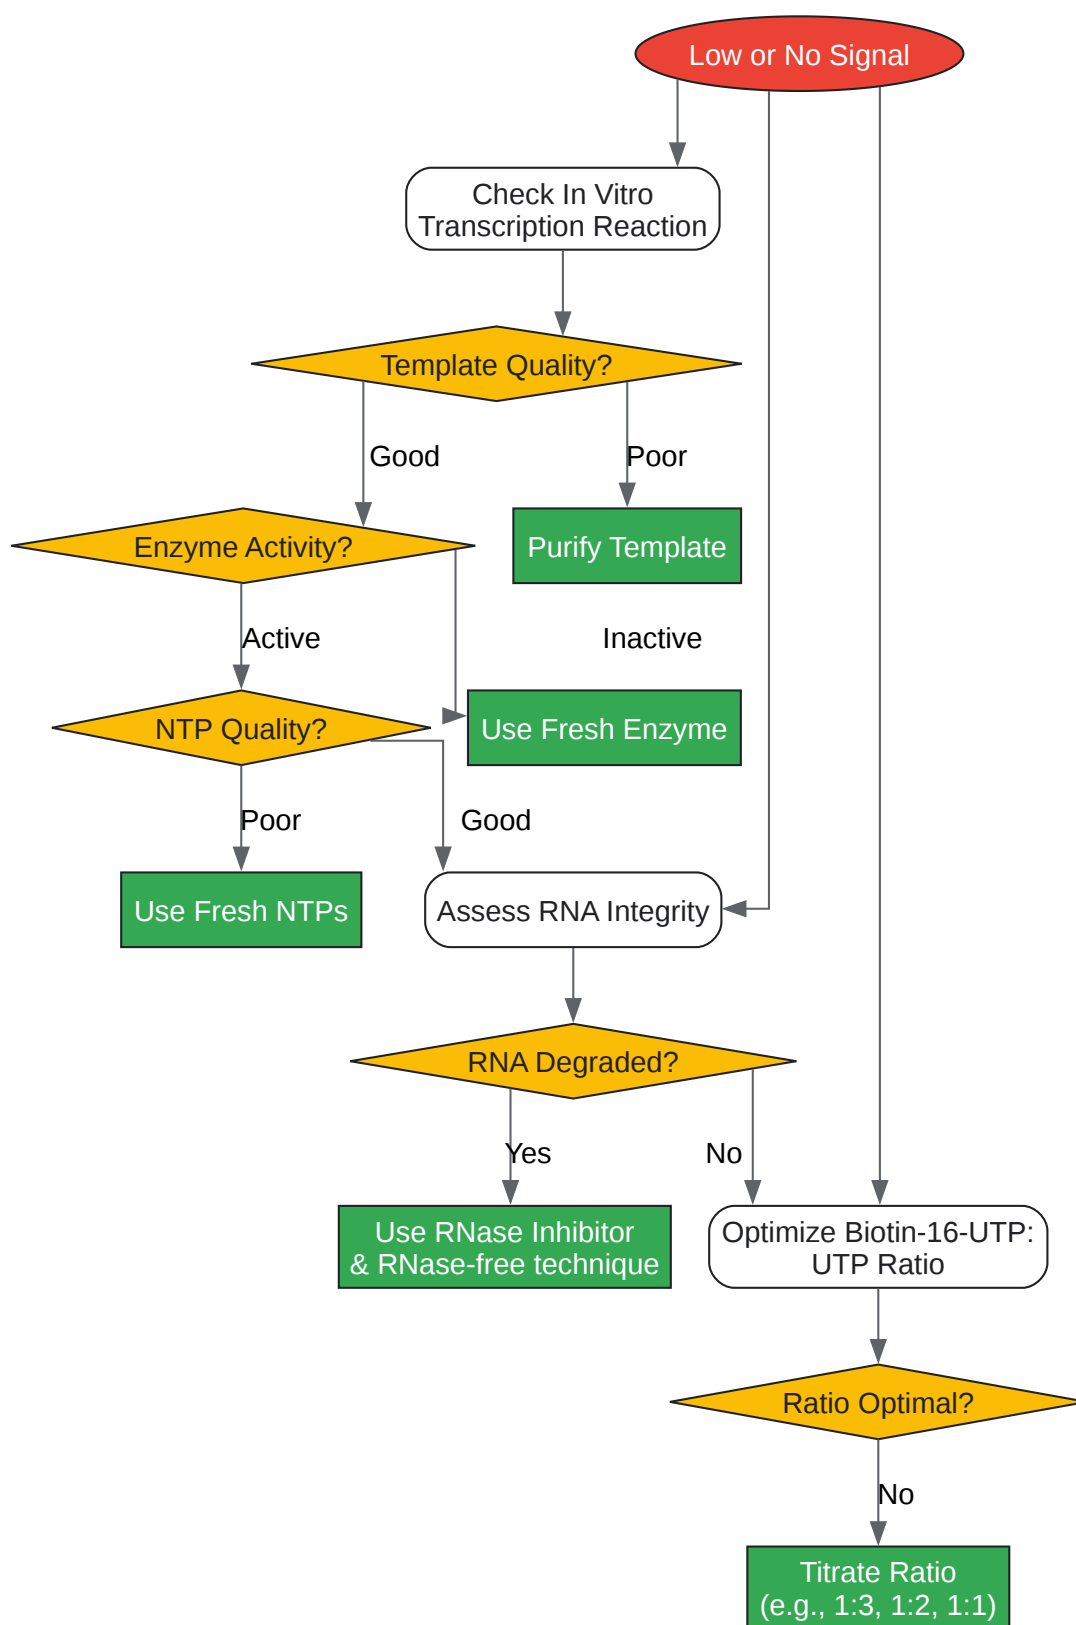 Low or No Signal
Check In Vitro
Transcription Reaction
Template Quality?
Good
Poor
Enzyme Activity?
Purify Template
Active
Inactive
NTP Quality?
Use Fresh Enzyme
Poor
Good
Use Fresh NTPs
Assess RNA Integrity
RNA Degraded?
Yes
No
Use RNase Inhibitor
& RNase-free technique
Optimize Biotin-16-UTP:
UTP Ratio
Ratio Optimal?
No
Titrate Ratio
(e.g., 1:3, 1:2, 1:1)